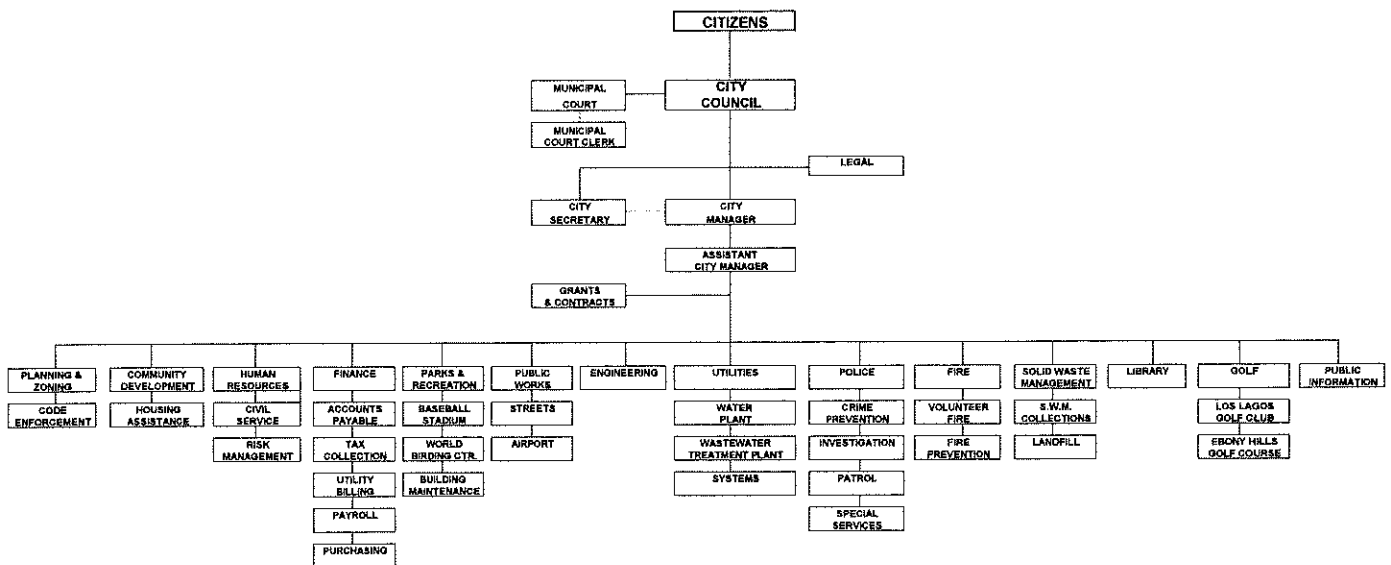 CITIZENS
MUNICIPAL
COURT
CITY
COUNCIL
MUNICIPAL
COURT CLERK
LEGAL
CITY
SECRETARY
CITY
MANAGER
ASSISTANT
CITY MANAGER
GRANTS
& CONTRACTS
PLANNING &
ZONING
COMMUNITY
DEVELOPMENT
HUMAN
RESOURCES
FINANCE
PARKS &
RECREATION
PUBLIC
WORKS
ENGINEERING
UTILITIES
POLICE
FIRE
SOLID WASTE
MANAGEMENT
LIBRARY
GOLF
PUBLIC
INFORMATION
CODE
ENFORCEMENT
HOUSING
ASSISTANCE
CIVIL
SERVICE
ACCOUNTS
PAYABLE
BASEBALL
STADIUM
STREETS
WATER
PLANT
CRIME
PREVENTION
VOLUNTEER
FIRE
S.W.M.
COLLECTIONS
LOS LAGOS
GOLF CLUB
RISK
MANAGEMENT
TAX
COLLECTION
WORLD
BIRDING CTR.
AIRPORT
WASTEWATER
TREATMENT PLANT
INVESTIGATION
FIRE
PREVENTION
LANDFILL
EBONY HILLS
GOLF COURSE
UTILITY
BILLING
BUILDING
MAINTENANCE
SYSTEMS
PATROL
PAYROLL
SPECIAL
SERVICES
PURCHASING